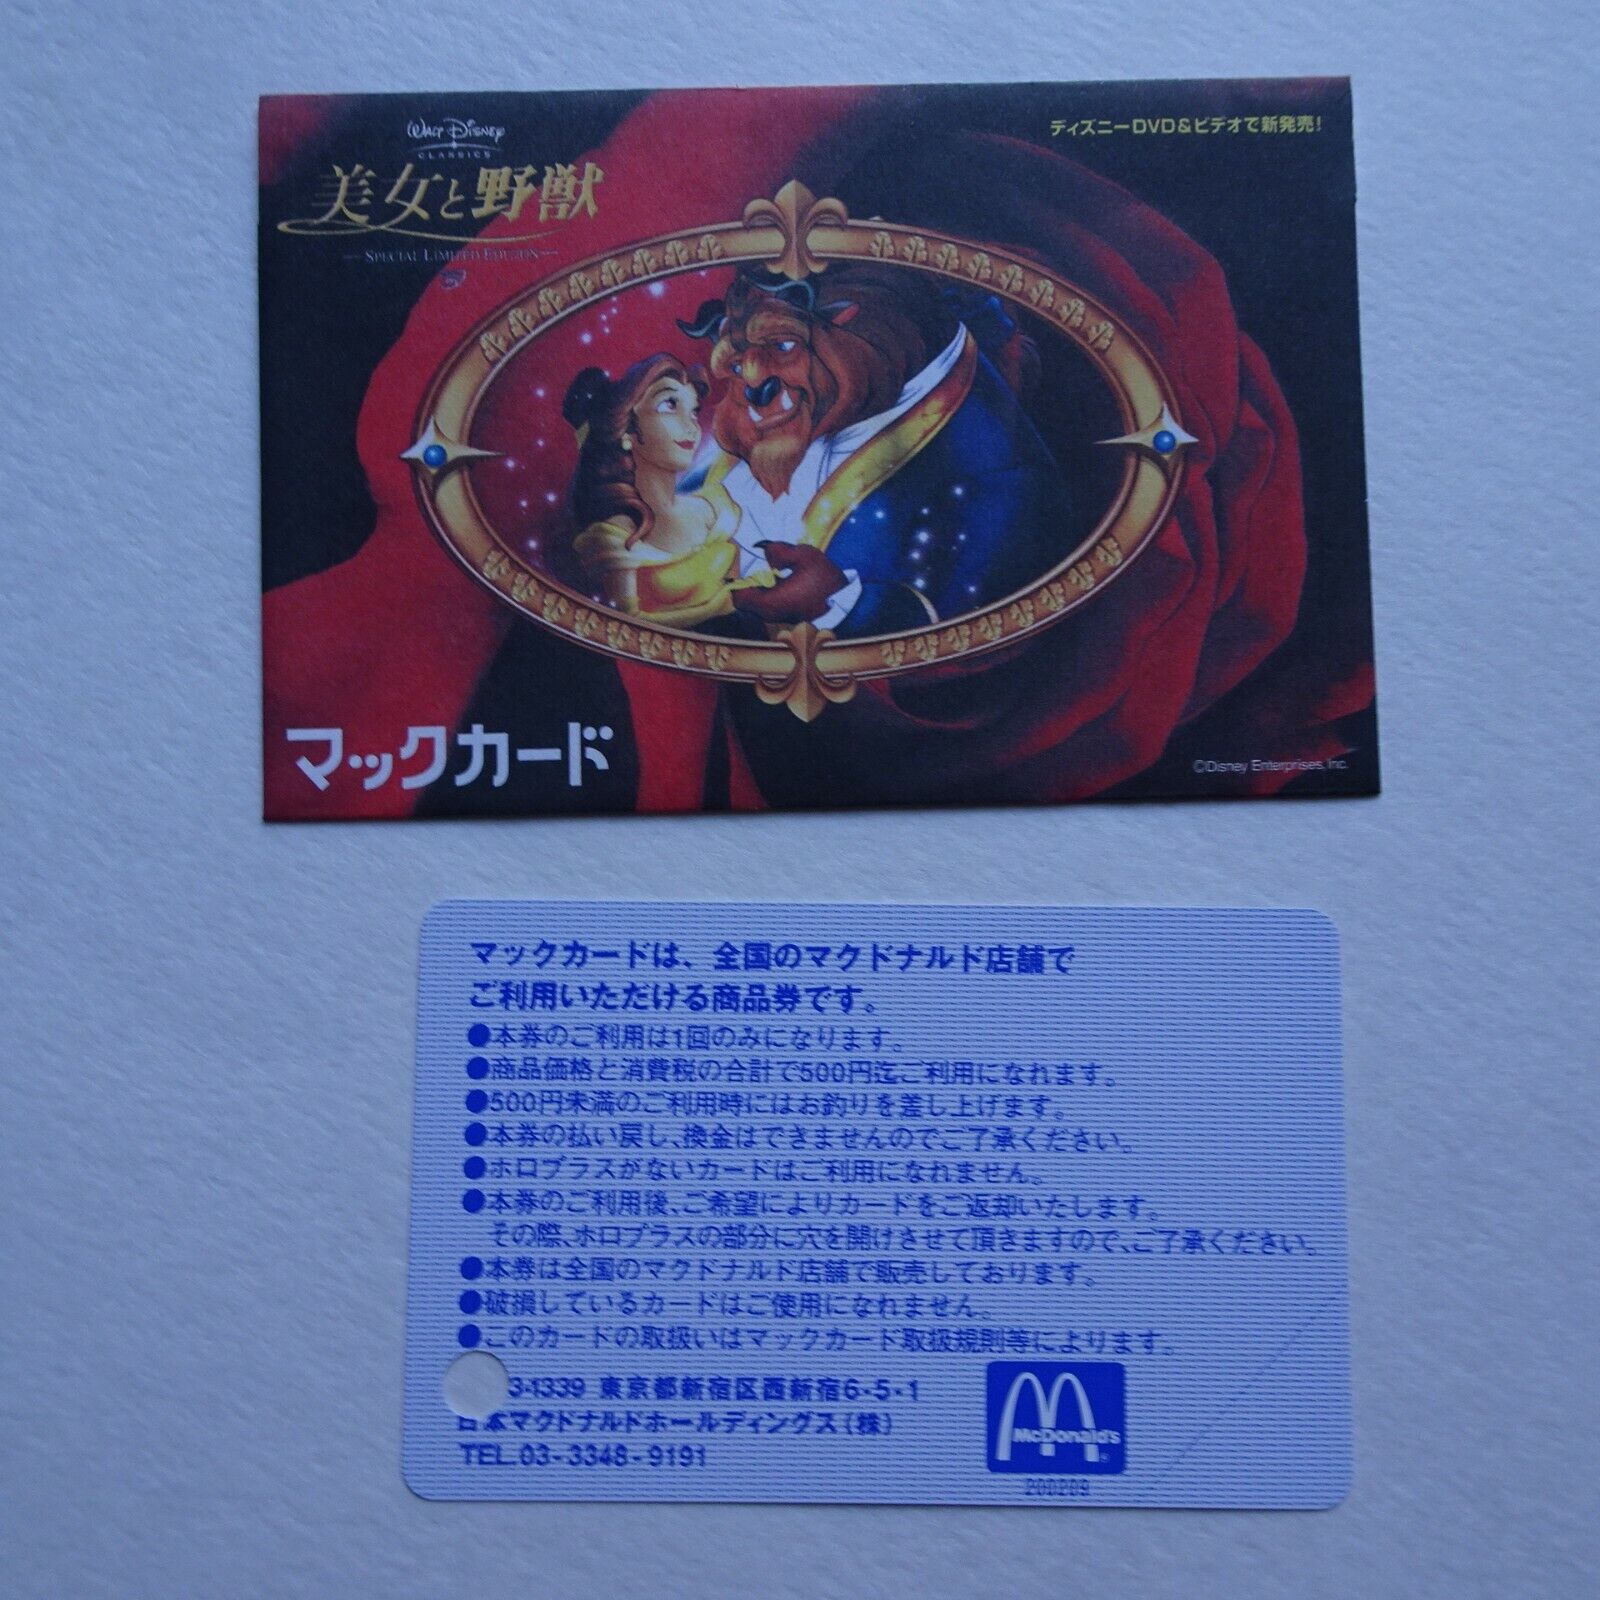 WALT DISNEY
CLASSICS
美女と野獣
SPECIAL LIMITED EDITION
ディズニーDVD&ビデオで新発売!
マックカード
©Disney Enterprises, Inc.
マックカードは、全国のマクドナルド店舗で
ご利用いただける商品券です。
●本券のご利用は1回のみになります。
●商品価格と消費税の合計で500円迄ご利用になれます。
●500円未満のご利用時にはお釣りを差し上げます。
●本券の払い戻し、換金はできませんのでご了承ください。
●ホロプラスがないカードはご利用になれません。
●本券のご利用後、ご希望によりカードをご返却いたします。
その際、ホロプラスの部分に穴を開けさせて頂きますので、ご了承ください。
●本券は全国のマクドナルド店舗で販売しております。
●破損しているカードはご使用になれません。
●このカードの取扱いはマックカード取扱規則等によります。
3-1339 東京都新宿区西新宿6-5-1
日本マクドナルドホールディングス(株)
TEL.03-3348-9191
McDonald's
200209